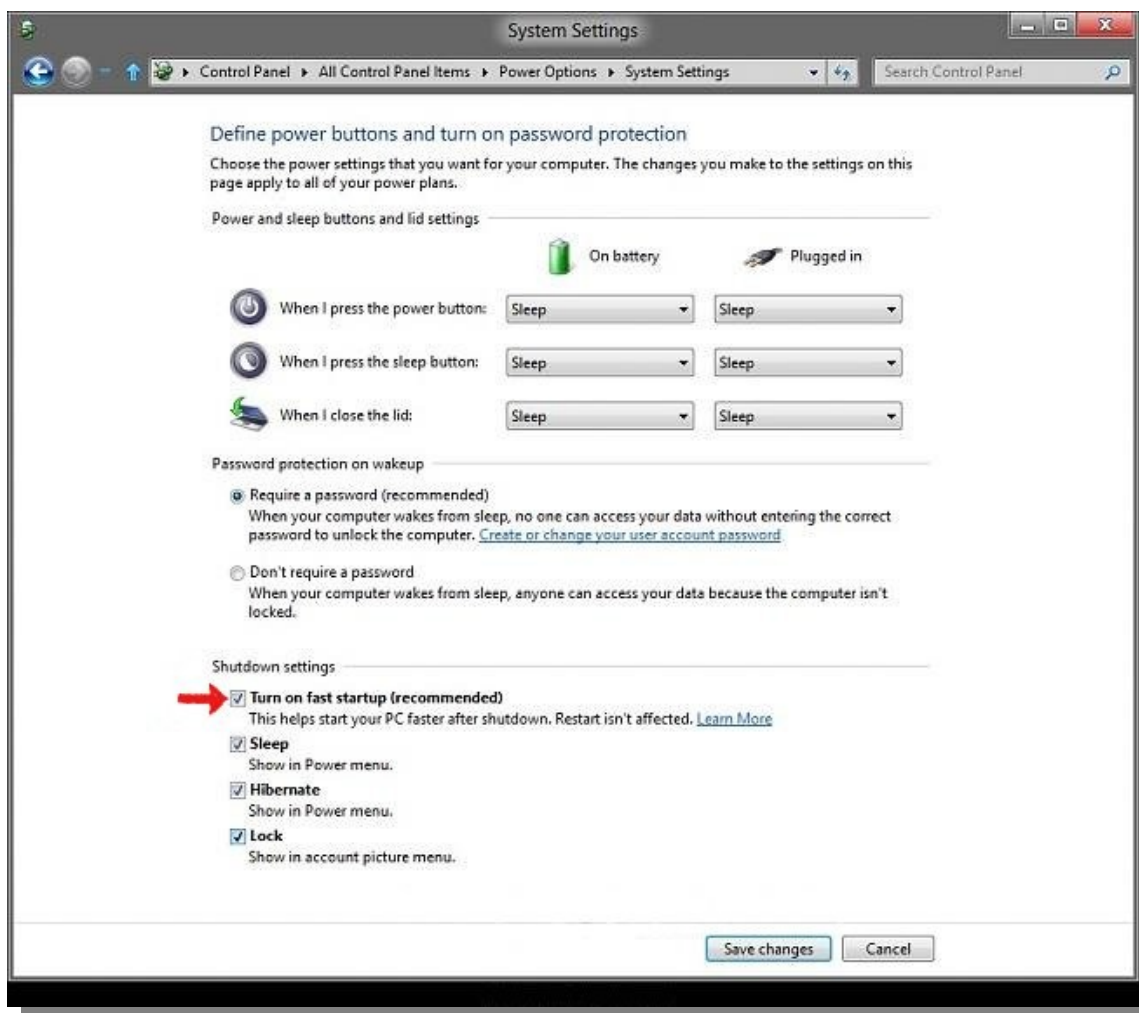 System Settings
Control Panel ▸ All Control Panel Items ▸ Power Options ▸ System Settings
Search Control Panel
Define power buttons and turn on password protection
Choose the power settings that you want for your computer. The changes you make to the settings on this
page apply to all of your power plans.
Power and sleep buttons and lid settings
On battery
Plugged in
When I press the power button: Sleep Sleep
When I press the sleep button: Sleep Sleep
When I close the lid: Sleep Sleep
Password protection on wakeup
Require a password (recommended)
When your computer wakes from sleep, no one can access your data without entering the correct
password to unlock the computer. Create or change your user account password
Don't require a password
When your computer wakes from sleep, anyone can access your data because the computer isn't
locked.
Shutdown settings
Turn on fast startup (recommended)
This helps start your PC faster after shutdown. Restart isn't affected. Learn More
Sleep
Show in Power menu.
Hibernate
Show in Power menu.
Lock
Show in account picture menu.
Save changes
Cancel